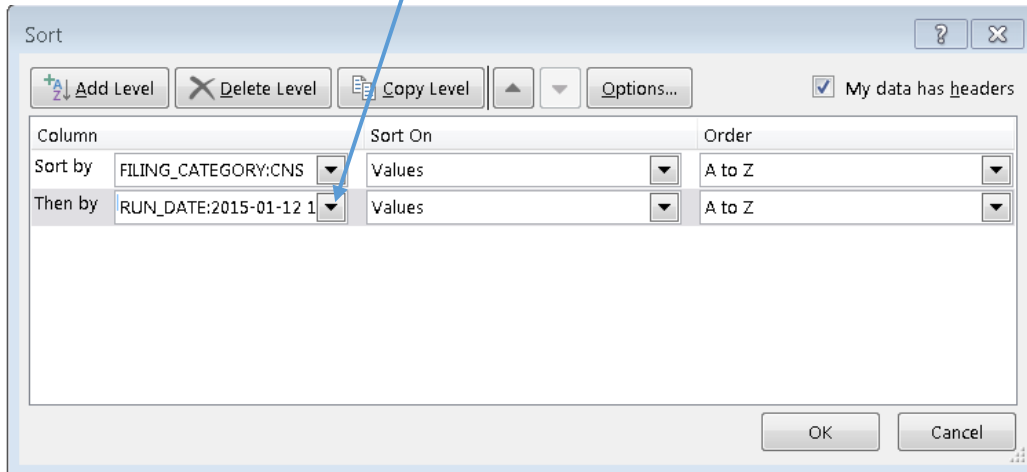 Sort
Add Level Delete Level Copy Level Options... My data has headers
Column Sort On Order
Sort by FILING_CATEGORY:CNS Values A to Z
Then by RUN_DATE:2015-01-12 1 Values A to Z
OK Cancel